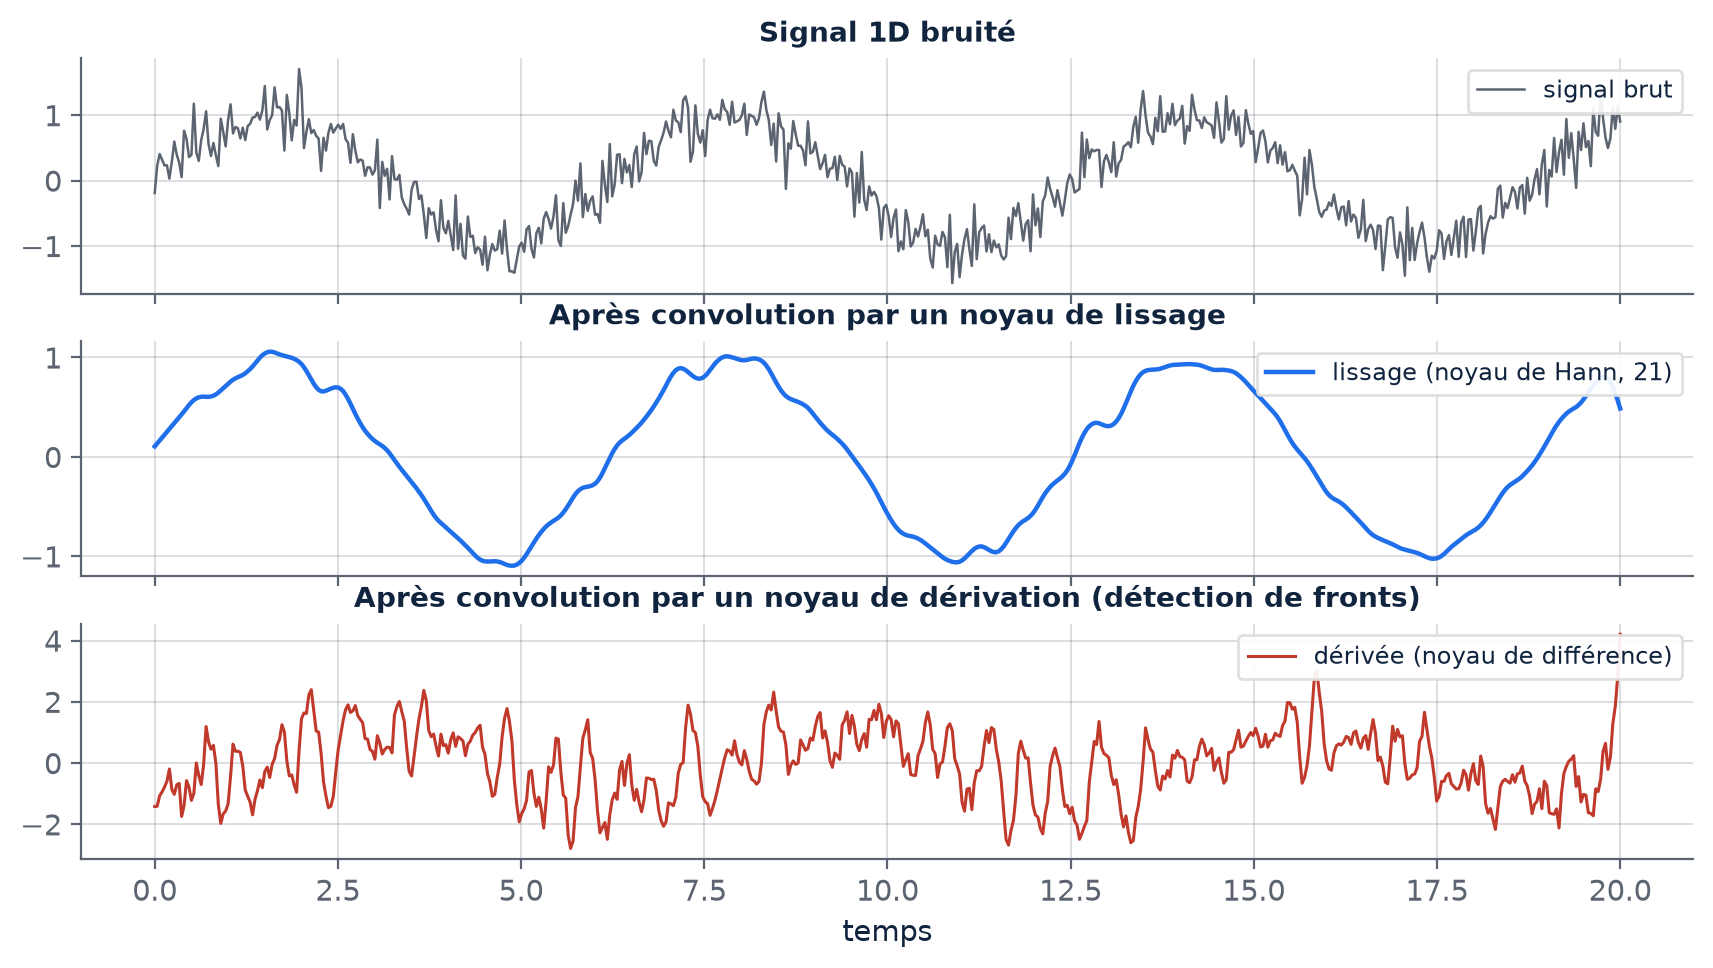 Signal 1D bruité
signal brut
1
0
−1
Après convolution par un noyau de lissage
lissage (noyau de Hann, 21)
1
0
−1
Après convolution par un noyau de dérivation (détection de fronts)
dérivée (noyau de différence)
4
2
0
−2
0.0 2.5 5.0 7.5 10.0 12.5 15.0 17.5 20.0
temps